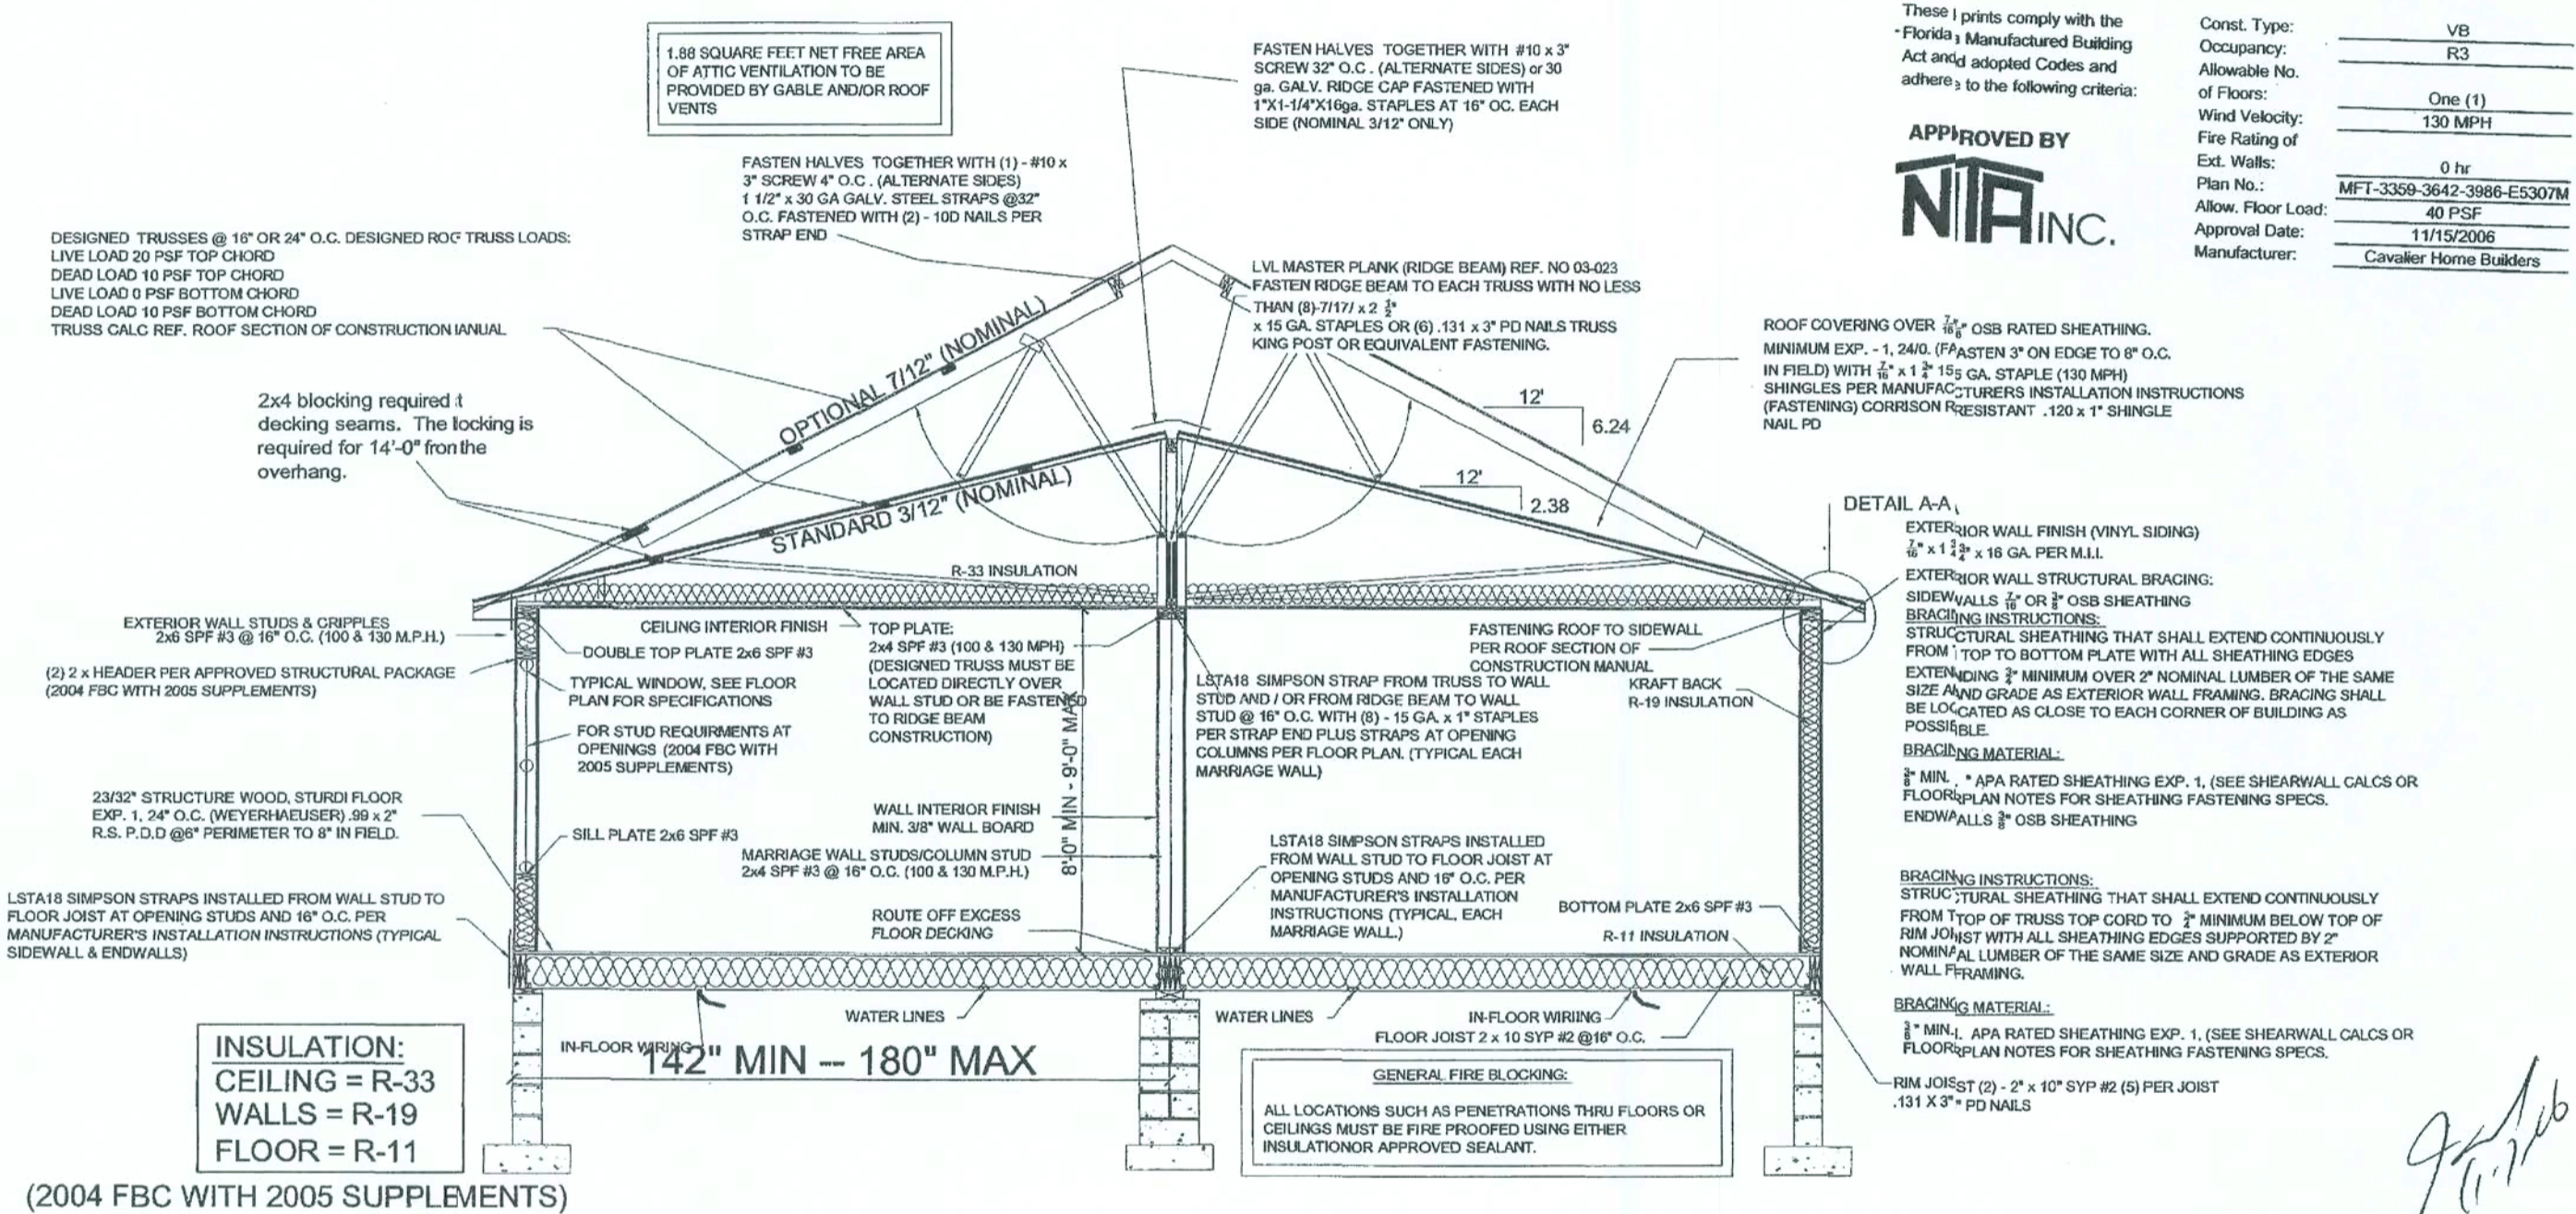 1.88 SQUARE FEET NET FREE AREA
OF ATTIC VENTILATION TO BE
PROVIDED BY GABLE AND/OR ROOF
VENTS
FASTEN HALVES TOGETHER WITH #10 x 3"
SCREW 32" O.C. (ALTERNATE SIDES) or 30
ga. GALV. RIDGE CAP FASTENED WITH
1"X1-1/4"X16ga. STAPLES AT 16" OC. EACH
SIDE (NOMINAL 3/12" ONLY)
These prints comply with the
Florida Manufactured Building
Act and adopted Codes and
adhere to the following criteria:
APPROVED BY
NTA INC.
Const. Type: VB
Occupancy: R3
Allowable No.
of Floors: One (1)
Wind Velocity: 130 MPH
Fire Rating of
Ext. Walls: 0 hr
Plan No.: MFT-3359-3642-3986-E5307M
Allow. Floor Load: 40 PSF
Approval Date: 11/15/2006
Manufacturer: Cavalier Home Builders
FASTEN HALVES TOGETHER WITH (1) - #10 x
3" SCREW 4" O.C. (ALTERNATE SIDES)
1 1/2" x 30 GA GALV. STEEL STRAPS @32"
O.C. FASTENED WITH (2) - 10D NAILS PER
STRAP END
DESIGNED TRUSSES @ 16" OR 24" O.C. DESIGNED ROOF TRUSS LOADS:
LIVE LOAD 20 PSF TOP CHORD
DEAD LOAD 10 PSF TOP CHORD
LIVE LOAD 0 PSF BOTTOM CHORD
DEAD LOAD 10 PSF BOTTOM CHORD
TRUSS CALC REF. ROOF SECTION OF CONSTRUCTION MANUAL
LVL MASTER PLANK (RIDGE BEAM) REF. NO 03-023
FASTEN RIDGE BEAM TO EACH TRUSS WITH NO LESS
THAN (8)-7/17/ x 2 1/2"
x 15 GA. STAPLES OR (6) .131 x 3" PD NAILS TRUSS
KING POST OR EQUIVALENT FASTENING.
ROOF COVERING OVER 7/16" OSB RATED SHEATHING.
MINIMUM EXP. - 1, 24/0. (FASTEN 3" ON EDGE TO 8" O.C.
IN FIELD) WITH 7/16" x 1 3/4" 15 GA. STAPLE (130 MPH)
SHINGLES PER MANUFACTURERS INSTALLATION INSTRUCTIONS
(FASTENING) CORRISON RESISTANT .120 x 1" SHINGLE
NAIL PD
2x4 blocking required at
decking seams. The blocking is
required for 14'-0" from the
overhang.
OPTIONAL 7/12" (NOMINAL)
STANDARD 3/12" (NOMINAL)
12'
6.24
12'
2.38
R-33 INSULATION
DETAIL A-A
EXTERIOR WALL FINISH (VINYL SIDING)
7/16" x 1 3/4" x 16 GA. PER M.I.I.
EXTERIOR WALL STRUCTURAL BRACING:
SIDEWALLS 7/16" OR 3/8" OSB SHEATHING
BRACING INSTRUCTIONS:
STRUCTURAL SHEATHING THAT SHALL EXTEND CONTINUOUSLY
FROM TOP TO BOTTOM PLATE WITH ALL SHEATHING EDGES
EXTENDING 3/4" MINIMUM OVER 2" NOMINAL LUMBER OF THE SAME
SIZE AND GRADE AS EXTERIOR WALL FRAMING. BRACING SHALL
BE LOCATED AS CLOSE TO EACH CORNER OF BUILDING AS
POSSIBLE.
BRACING MATERIAL:
3/8" MIN. APA RATED SHEATHING EXP. 1, (SEE SHEARWALL CALCS OR
FLOORPLAN NOTES FOR SHEATHING FASTENING SPECS.
ENDWALLS 3/8" OSB SHEATHING
BRACING INSTRUCTIONS:
STRUCTURAL SHEATHING THAT SHALL EXTEND CONTINUOUSLY
FROM TOP OF TRUSS TOP CORD TO 3/4" MINIMUM BELOW TOP OF
RIM JOIST WITH ALL SHEATHING EDGES SUPPORTED BY 2"
NOMINAL LUMBER OF THE SAME SIZE AND GRADE AS EXTERIOR
WALL FRAMING.
BRACING MATERIAL:
3/8" MIN. APA RATED SHEATHING EXP. 1, (SEE SHEARWALL CALCS OR
FLOORPLAN NOTES FOR SHEATHING FASTENING SPECS.
RIM JOIST (2) - 2" x 10" SYP #2 (5) PER JOIST
.131 X 3" PD NAILS
EXTERIOR WALL STUDS & CRIPPLES
2x6 SPF #3 @ 16" O.C. (100 & 130 M.P.H.)
(2) 2 x HEADER PER APPROVED STRUCTURAL PACKAGE
(2004 FBC WITH 2005 SUPPLEMENTS)
23/32" STRUCTURE WOOD, STURDI FLOOR
EXP. 1, 24" O.C. (WEYERHAEUSER) .99 x 2"
R.S. P.D.D @6" PERIMETER TO 8" IN FIELD.
LSTA18 SIMPSON STRAPS INSTALLED FROM WALL STUD TO
FLOOR JOIST AT OPENING STUDS AND 16" O.C. PER
MANUFACTURER'S INSTALLATION INSTRUCTIONS (TYPICAL
SIDEWALL & ENDWALLS)
CEILING INTERIOR FINISH
DOUBLE TOP PLATE 2x6 SPF #3
TYPICAL WINDOW, SEE FLOOR
PLAN FOR SPECIFICATIONS
FOR STUD REQUIRMENTS AT
OPENINGS (2004 FBC WITH
2005 SUPPLEMENTS)
SILL PLATE 2x6 SPF #3
TOP PLATE:
2x4 SPF #3 (100 & 130 MPH)
(DESIGNED TRUSS MUST BE
LOCATED DIRECTLY OVER
WALL STUD OR BE FASTENED
TO RIDGE BEAM
CONSTRUCTION)
8'-0" MIN - 9'-0" MAX
WALL INTERIOR FINISH
MIN. 3/8" WALL BOARD
MARRIAGE WALL STUDS/COLUMN STUD
2x4 SPF #3 @ 16" O.C. (100 & 130 M.P.H.)
ROUTE OFF EXCESS
FLOOR DECKING
FASTENING ROOF TO SIDEWALL
PER ROOF SECTION OF
CONSTRUCTION MANUAL
LSTA18 SIMPSON STRAP FROM TRUSS TO WALL
STUD AND / OR FROM RIDGE BEAM TO WALL
STUD @ 16" O.C. WITH (8) - 15 GA. x 1" STAPLES
PER STRAP END PLUS STRAPS AT OPENING
COLUMNS PER FLOOR PLAN. (TYPICAL EACH
MARRIAGE WALL)
KRAFT BACK
R-19 INSULATION
LSTA18 SIMPSON STRAPS INSTALLED
FROM WALL STUD TO FLOOR JOIST AT
OPENING STUDS AND 16" O.C. PER
MANUFACTURER'S INSTALLATION
INSTRUCTIONS (TYPICAL, EACH
MARRIAGE WALL.)
BOTTOM PLATE 2x6 SPF #3
R-11 INSULATION
WATER LINES
IN-FLOOR WIRING
142" MIN -- 180" MAX
WATER LINES
IN-FLOOR WIRIING
FLOOR JOIST 2 x 10 SYP #2 @16" O.C.
GENERAL FIRE BLOCKING:
ALL LOCATIONS SUCH AS PENETRATIONS THRU FLOORS OR
CEILINGS MUST BE FIRE PROOFED USING EITHER
INSULATIONOR APPROVED SEALANT.
INSULATION:
CEILING = R-33
WALLS = R-19
FLOOR = R-11
(2004 FBC WITH 2005 SUPPLEMENTS)